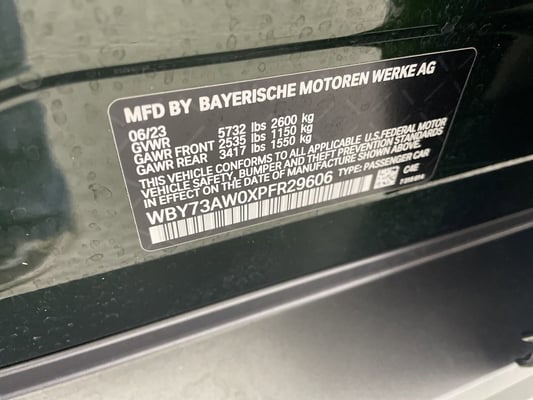 MFD BY BAYERISCHE MOTOREN WERKE AG
06/23 5732 lbs 2600 kg
GVWR 2535 lbs 1150 kg
GAWR FRONT 3417 lbs 1550 kg
GAWR REAR
THIS VEHICLE CONFORMS TO ALL APPLICABLE U.S.FEDERAL MOTOR
VEHICLE SAFETY, BUMPER AND THEFT PREVENTION STANDARDS
IN EFFECT ON THE DATE OF MANUFACTURE SHOWN ABOVE.
WBY73AW0XPFR29606 TYPE: PASSENGER CAR
C4E